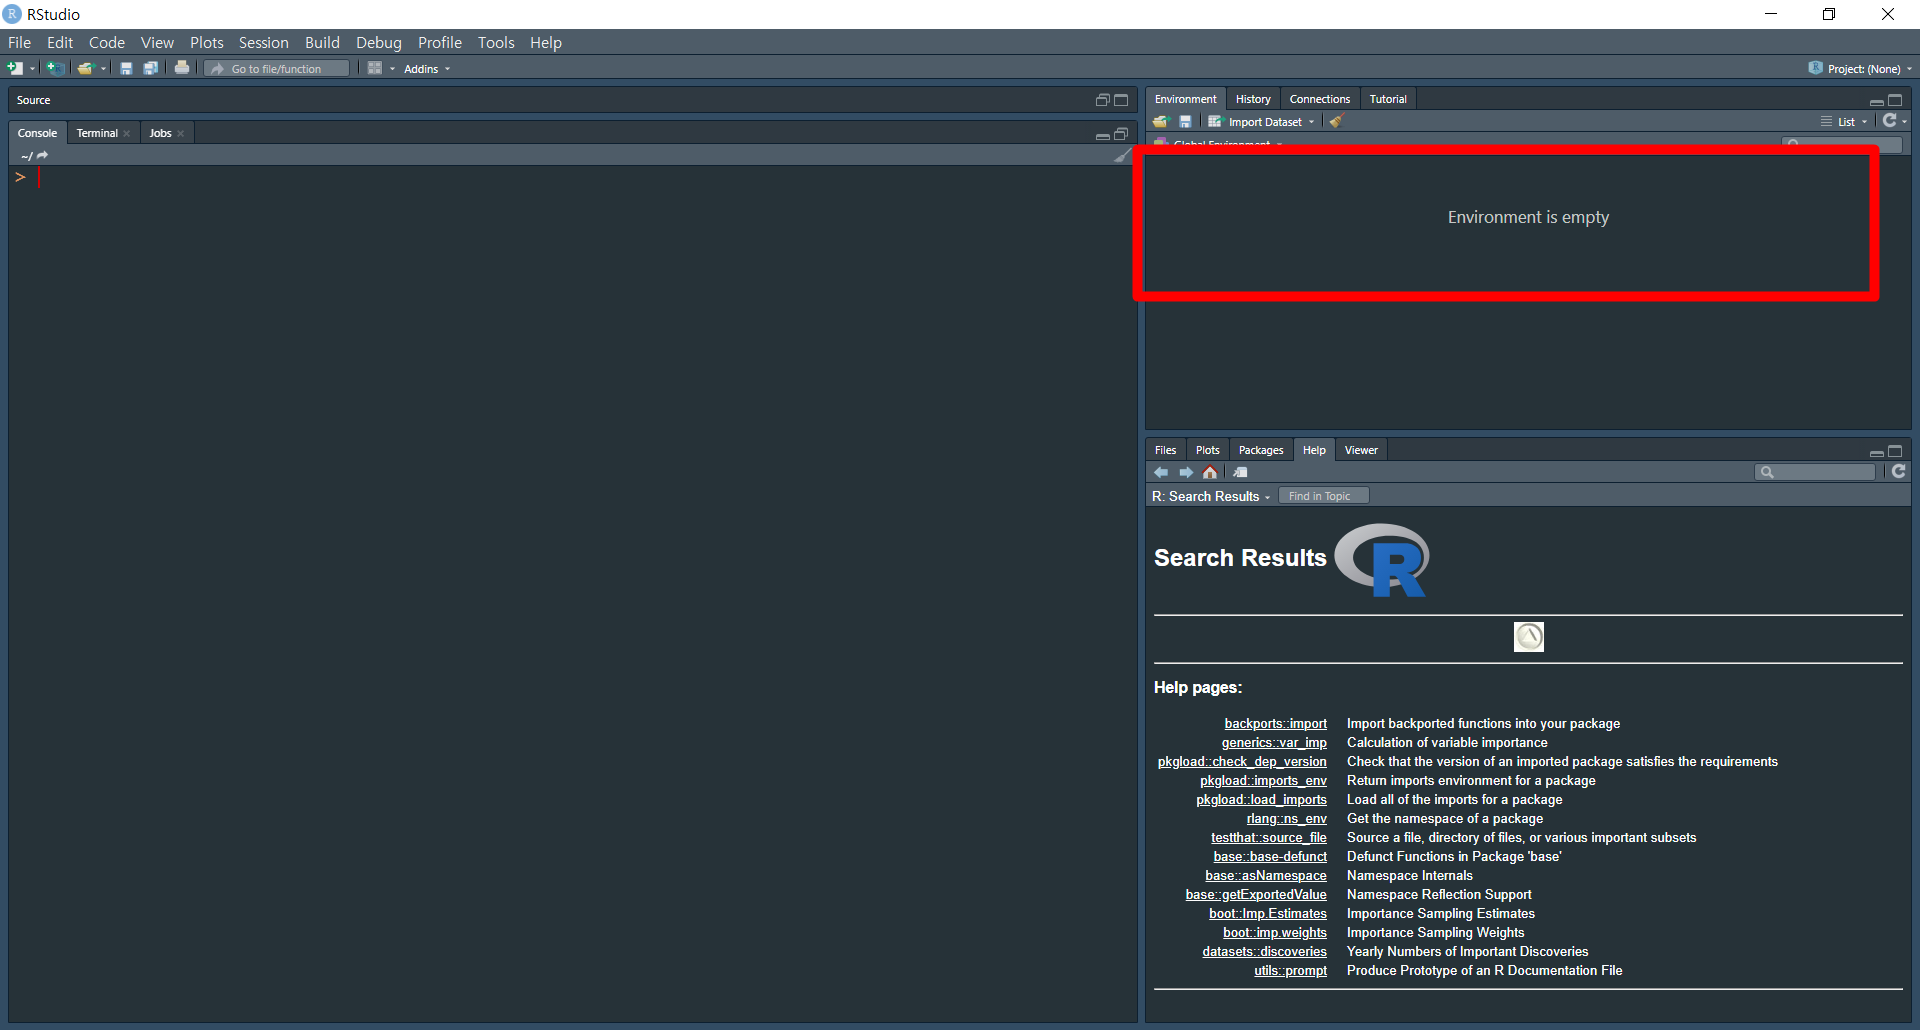 RStudio
File Edit Code View Plots Session Build Debug Profile Tools Help
Go to file/function Addins Project: (None)
Source
Console Terminal Jobs
~/
>
Environment History Connections Tutorial
Import Dataset List
Global Environment
Environment is empty
Files Plots Packages Help Viewer
R: Search Results Find in Topic
Search Results R
Help pages:
backports::import Import backported functions into your package
generics::var_imp Calculation of variable importance
pkgload::check_dep_version Check that the version of an imported package satisfies the requirements
pkgload::imports_env Return imports environment for a package
pkgload::load_imports Load all of the imports for a package
rlang::ns_env Get the namespace of a package
testthat::source_file Source a file, directory of files, or various important subsets
base::base-defunct Defunct Functions in Package 'base'
base::asNamespace Namespace Internals
base::getExportedValue Namespace Reflection Support
boot::Imp.Estimates Importance Sampling Estimates
boot::imp.weights Importance Sampling Weights
datasets::discoveries Yearly Numbers of Important Discoveries
utils::prompt Produce Prototype of an R Documentation File